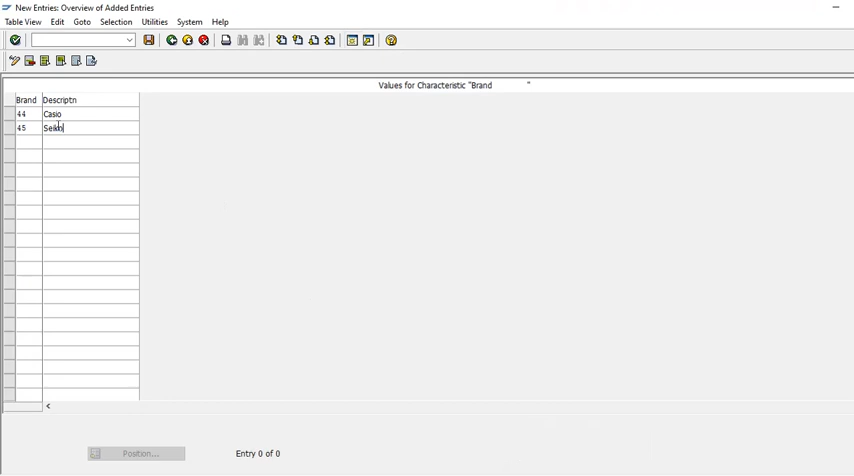 New Entries: Overview of Added Entries
Table View Edit Goto Selection Utilities System Help
Values for Characteristic "Brand "
Brand Descriptn
44 Casio
45 Seiko
Position...
Entry 0 of 0